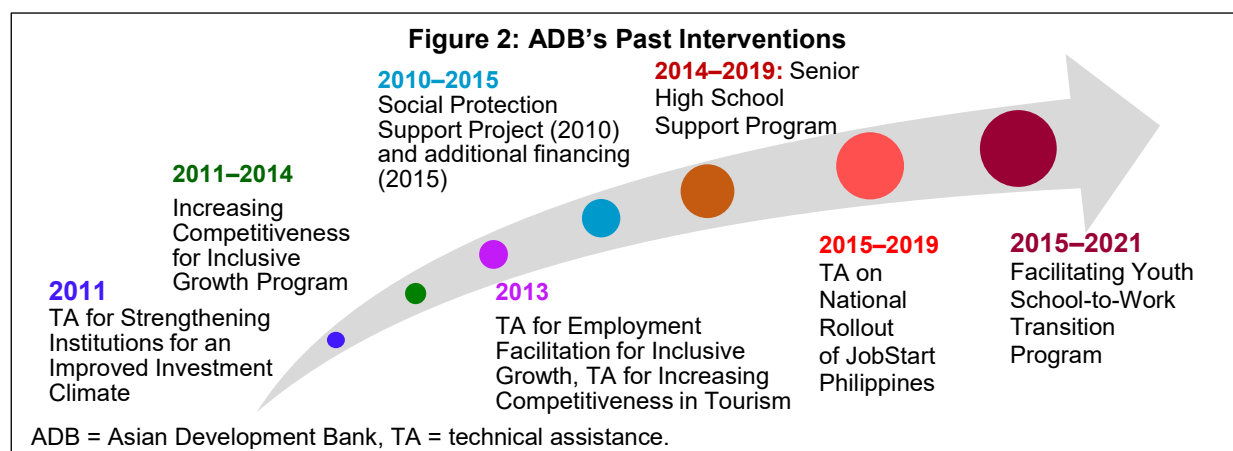 Figure 2: ADB's Past Interventions
2011
TA for Strengthening
Institutions for an
Improved Investment
Climate
2011–2014
Increasing
Competitiveness
for Inclusive
Growth Program
2013
TA for Employment
Facilitation for Inclusive
Growth, TA for Increasing
Competitiveness in Tourism
2010–2015
Social Protection
Support Project (2010)
and additional financing
(2015)
2014–2019: Senior
High School
Support Program
2015–2019
TA on
National
Rollout
of JobStart
Philippines
2015–2021
Facilitating Youth
School-to-Work
Transition
Program
ADB = Asian Development Bank, TA = technical assistance.